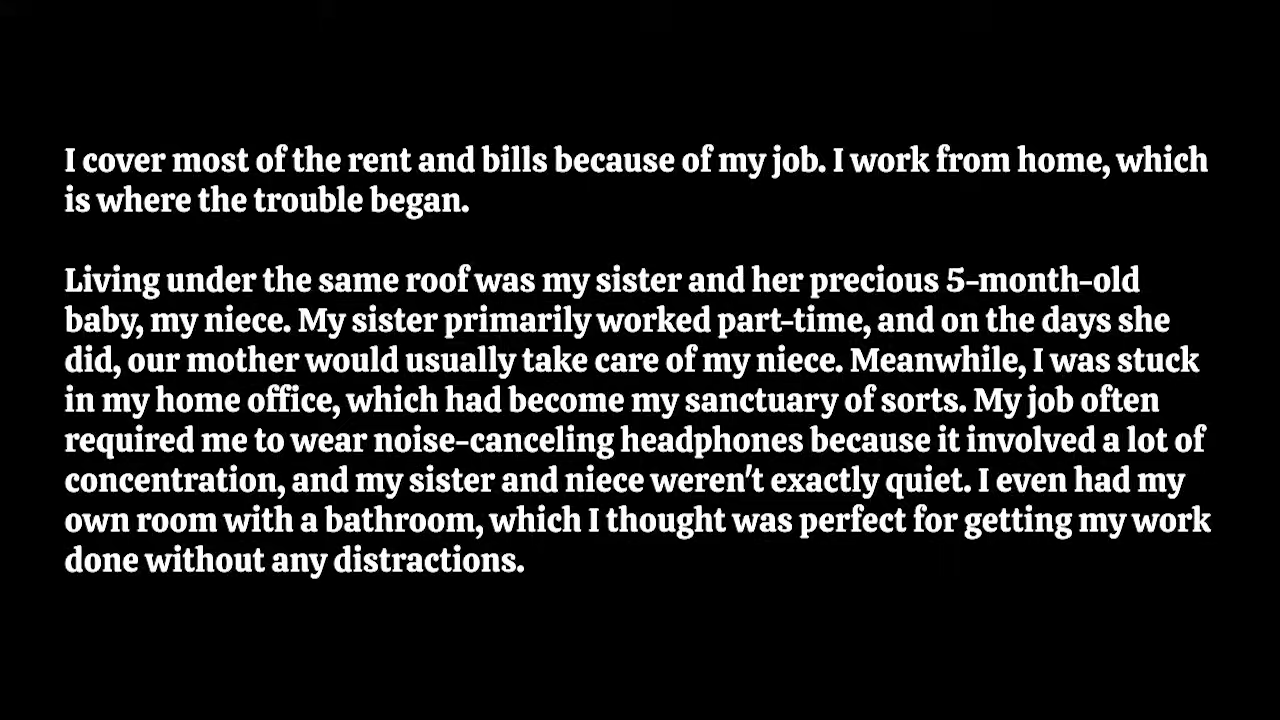 I cover most of the rent and bills because of my job. I work from home, which
is where the trouble began.
Living under the same roof was my sister and her precious 5-month-old
baby, my niece. My sister primarily worked part-time, and on the days she
did, our mother would usually take care of my niece. Meanwhile, I was stuck
in my home office, which had become my sanctuary of sorts. My job often
required me to wear noise-canceling headphones because it involved a lot of
concentration, and my sister and niece weren't exactly quiet. I even had my
own room with a bathroom, which I thought was perfect for getting my work
done without any distractions.